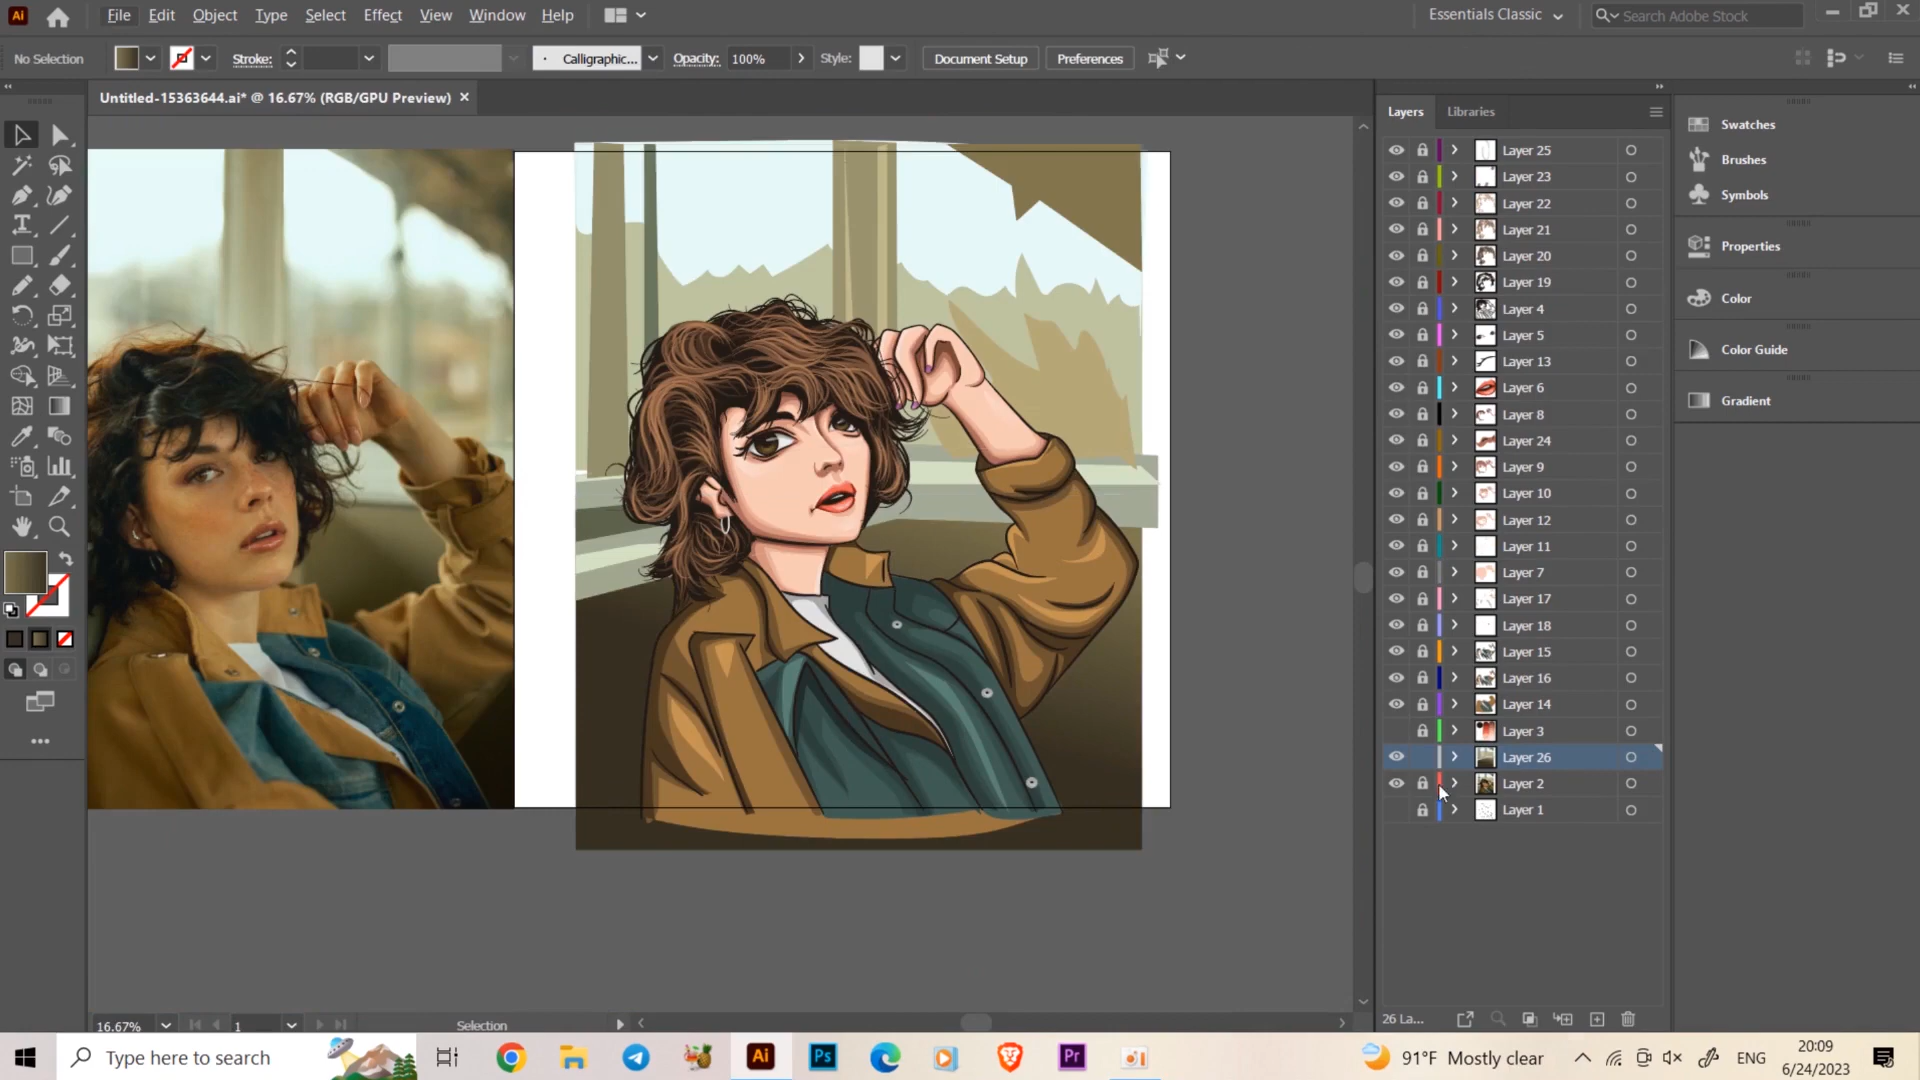 Ai File Edit Object Type Select Effect View Window Help Essentials Classic Search Adobe Stock
No Selection Stroke: Calligraphic... Opacity: 100% Style: Document Setup Preferences
Untitled-15363644.ai* @ 16.67% (RGB/GPU Preview)
Layers Libraries
Layer 25
Layer 23
Layer 22
Layer 21
Layer 20
Layer 19
Layer 4
Layer 5
Layer 13
Layer 6
Layer 8
Layer 24
Layer 9
Layer 10
Layer 12
Layer 11
Layer 7
Layer 17
Layer 18
Layer 15
Layer 16
Layer 14
Layer 3
Layer 26
Layer 2
Layer 1
26 La...
Swatches
Brushes
Symbols
Properties
Color
Color Guide
Gradient
16.67% 1 Selection
Type here to search Ai Ps Pr 91°F Mostly clear ENG 20:09
6/24/2023